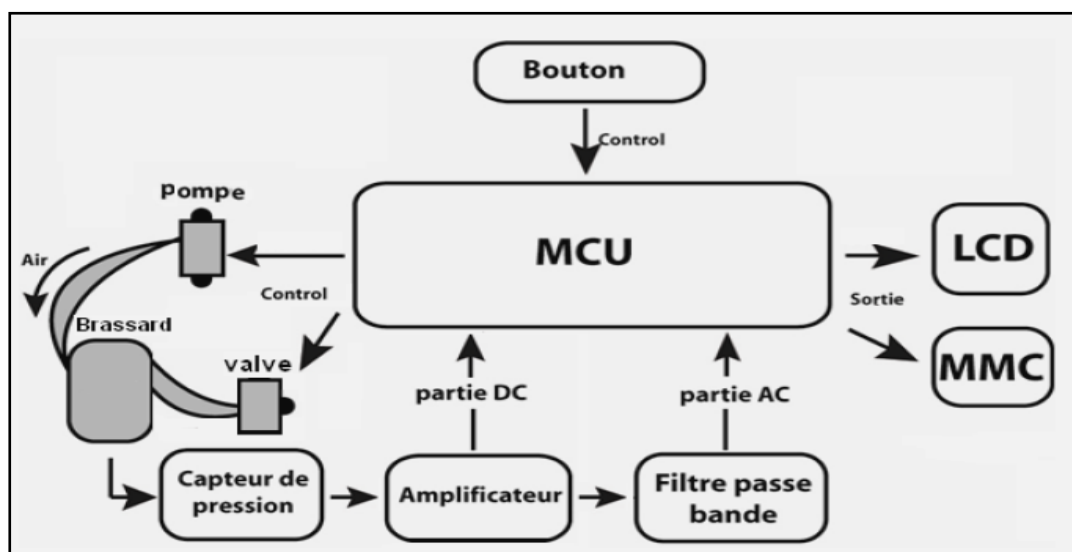 Bouton
Control
pompe
MCU
LCD
Air
Control
Sortie
Brassard
valve
MMC
partie DC
partie AC
Capteur de
pression
Amplificateur
Filtre passe
bande